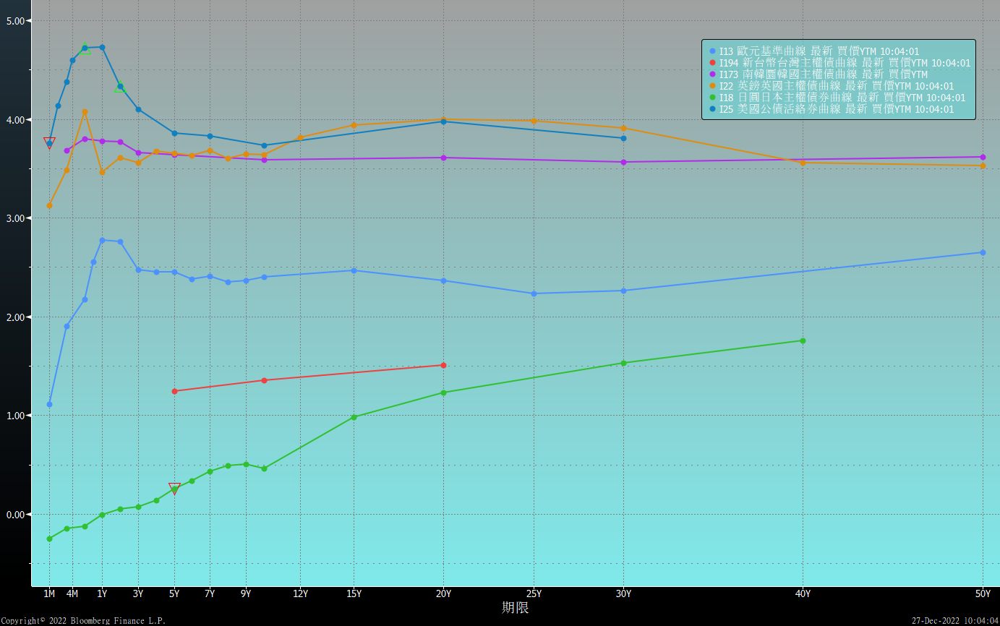 5.00
4.00
3.00
2.00
1.00
0.00
I13 歐元基準曲線 最新 買價YTM 10:04:01
I194 新台幣台灣主權債曲線 最新 買價YTM 10:04:01
I173 南韓圜韓國主權債曲線 最新 買價YTM
I22 英鎊英國主權債曲線 最新 買價YTM 10:04:01
I18 日圓日本主權債券曲線 最新 買價YTM 10:04:01
I25 美國公債活絡券曲線 最新 買價YTM 10:04:01
1M 4M 1Y 3Y 5Y 7Y 9Y 12Y 15Y 20Y 25Y 30Y 40Y 50Y
期限
Copyright© 2022 Bloomberg Finance L.P. 27-Dec-2022 10:04:04